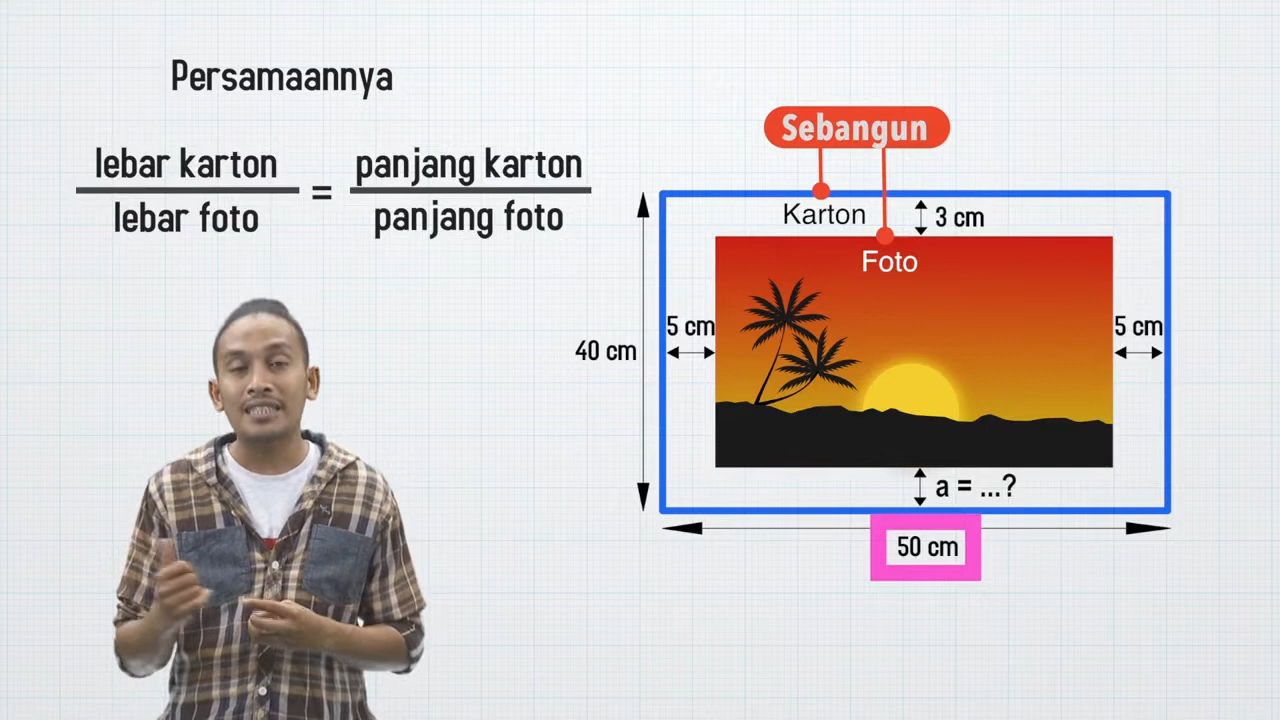 Persamaannya
lebar karton
lebar foto
=
panjang karton
panjang foto
Sebangun
Karton
3 cm
Foto
5 cm
5 cm
40 cm
a = ...?
50 cm